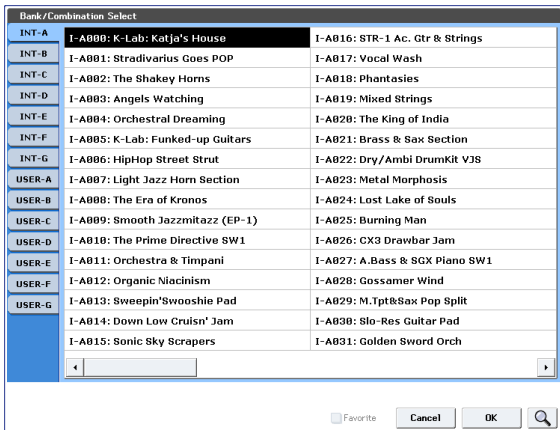 Bank/Combination Select
INT-A
INT-B
INT-C
INT-D
INT-E
INT-F
INT-G
USER-A
USER-B
USER-C
USER-D
USER-E
USER-F
USER-G
I-A000: K-Lab: Katja's House
I-A001: Stradivarius Goes POP
I-A002: The Shakey Horns
I-A003: Angels Watching
I-A004: Orchestral Dreaming
I-A005: K-Lab: Funked-up Guitars
I-A006: HipHop Street Strut
I-A007: Light Jazz Horn Section
I-A008: The Era of Kronos
I-A009: Smooth Jazzmitazz (EP-1)
I-A010: The Prime Directive SW1
I-A011: Orchestra & Timpani
I-A012: Organic Niacinism
I-A013: Sweepin'Swooshie Pad
I-A014: Down Low Cruisn' Jam
I-A015: Sonic Sky Scrapers
I-A016: STR-1 Ac. Gtr & Strings
I-A017: Vocal Wash
I-A018: Phantasies
I-A019: Mixed Strings
I-A020: The King of India
I-A021: Brass & Sax Section
I-A022: Dry/Ambi DrumKit VJS
I-A023: Metal Morphosis
I-A024: Lost Lake of Souls
I-A025: Burning Man
I-A026: CX3 Drawbar Jam
I-A027: A.Bass & SGX Piano SW1
I-A028: Gossamer Wind
I-A029: M.Tpt&Sax Pop Split
I-A030: Slo-Res Guitar Pad
I-A031: Golden Sword Orch
Favorite
Cancel
OK